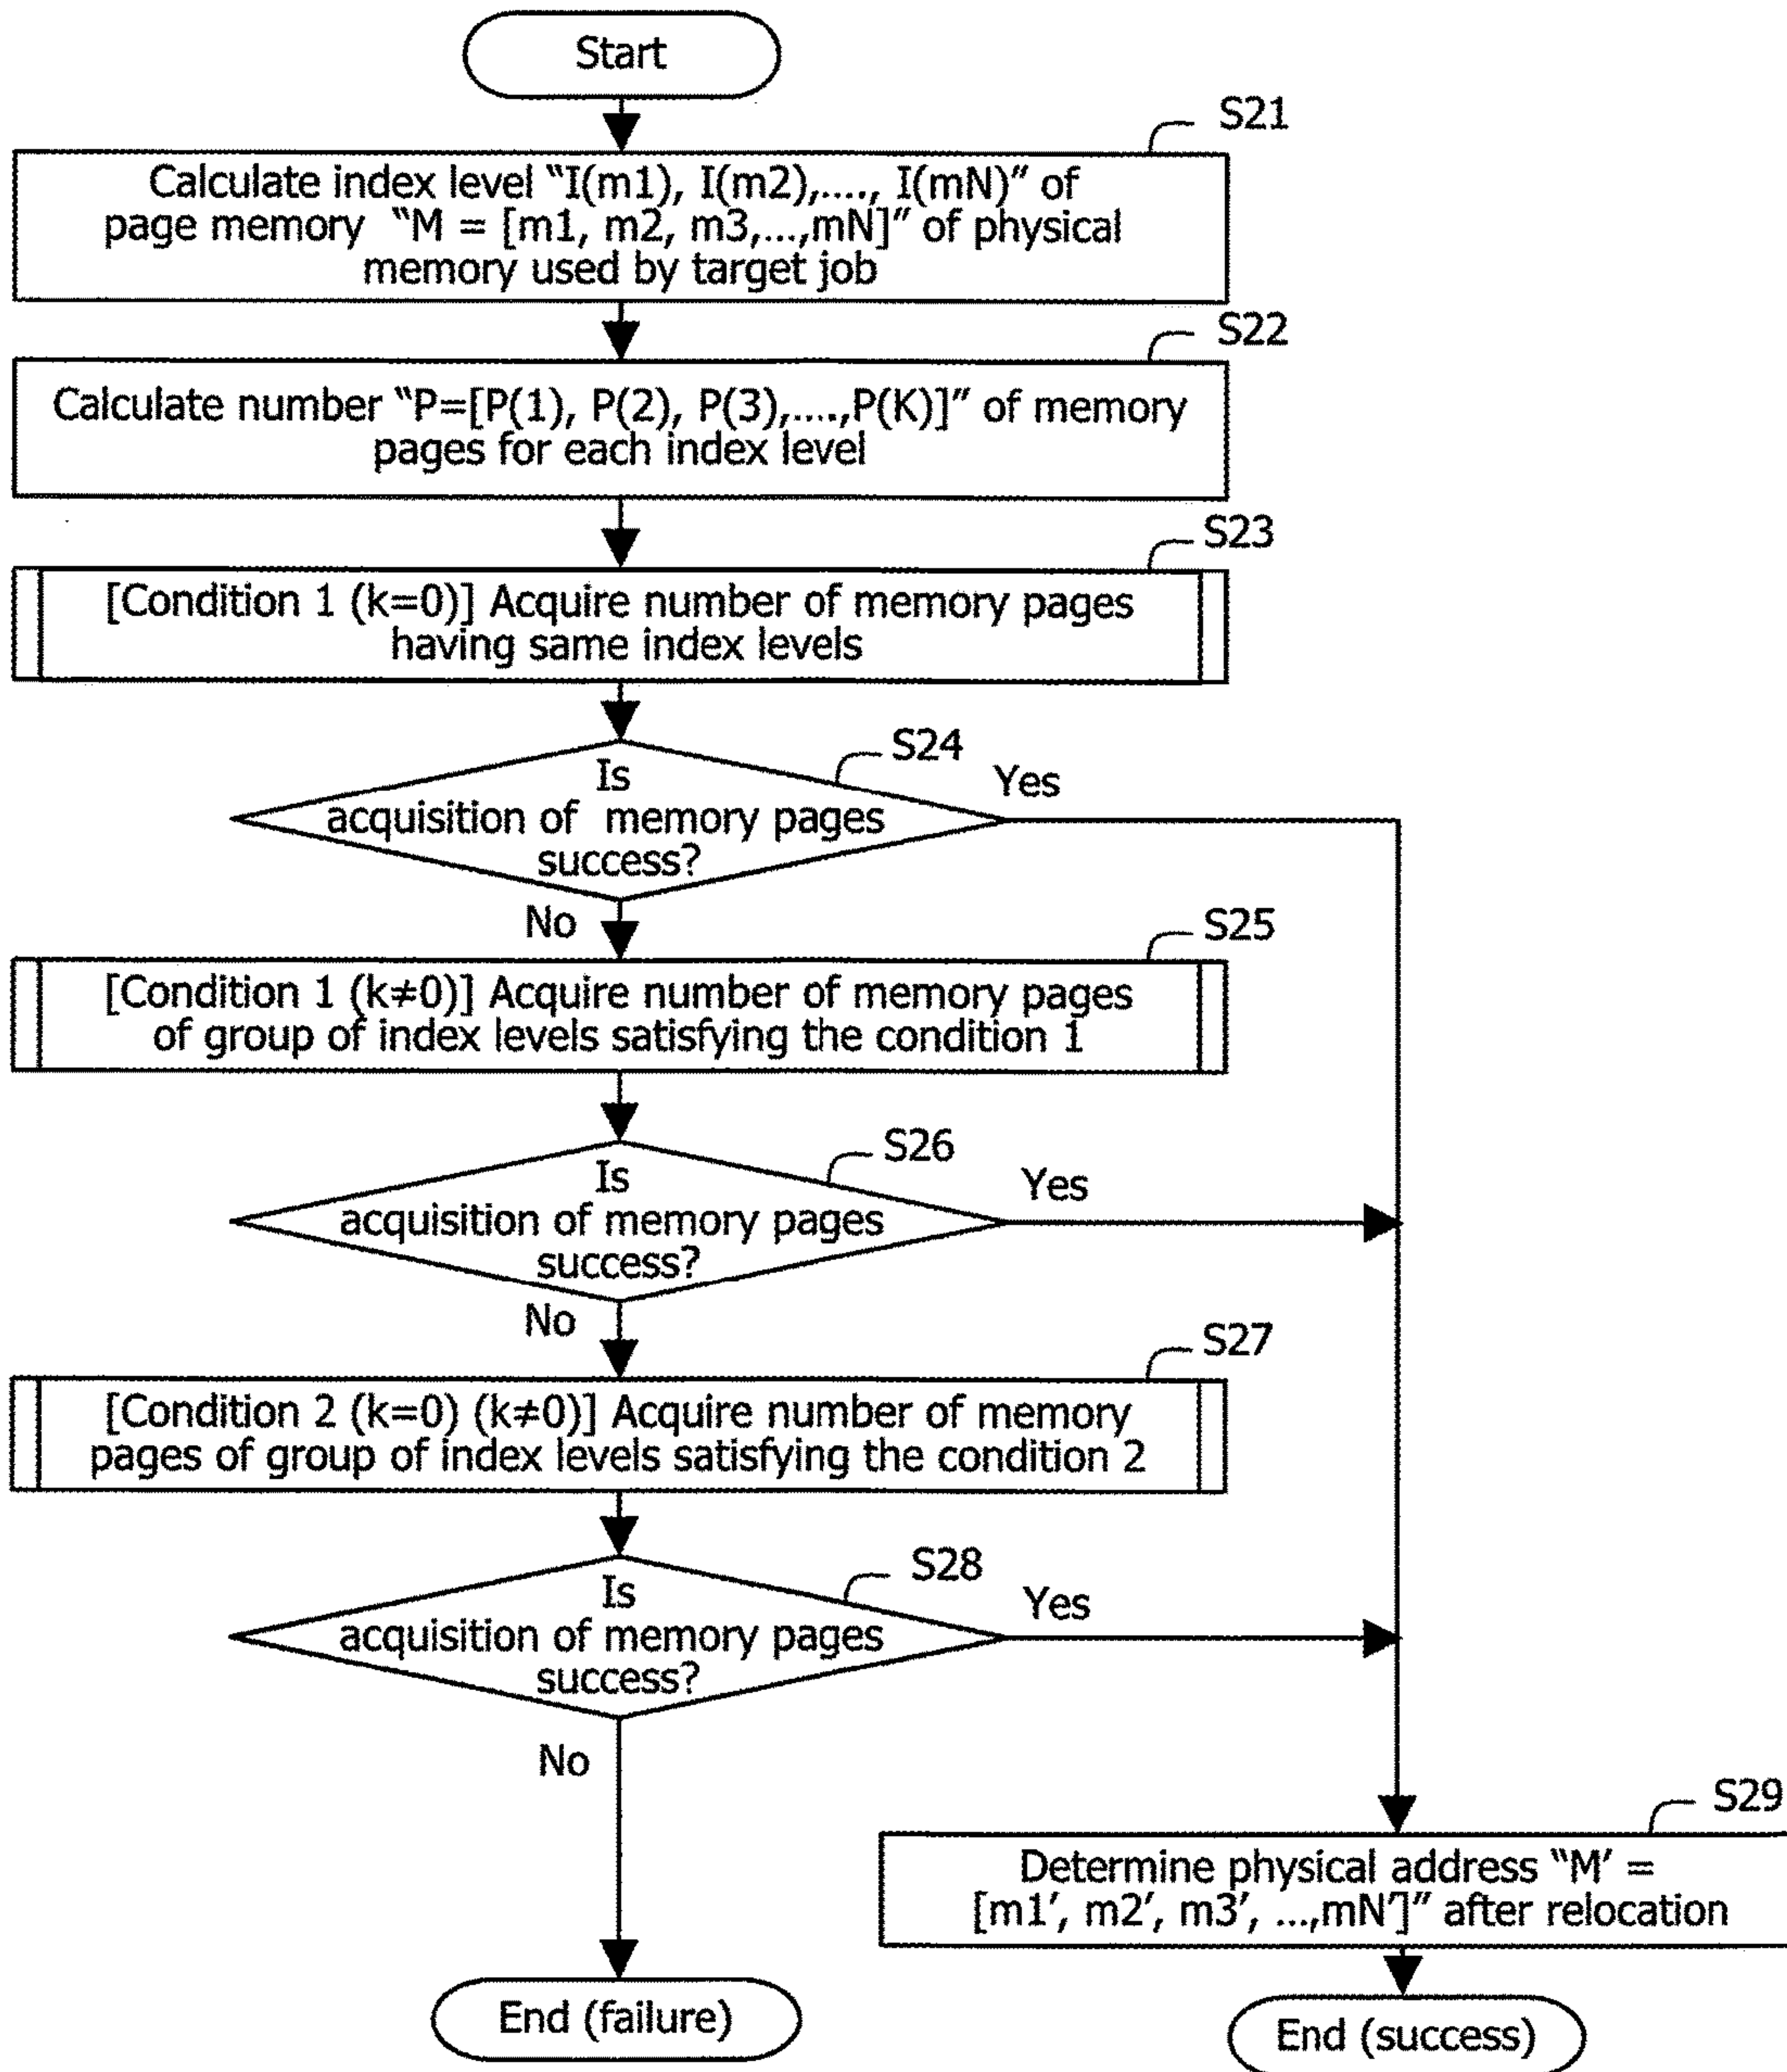 Start
S21
Calculate index level “I(m1), I(m2),...., I(mN)” of
page memory “M = [m1, m2, m3,...,mN]” of physical
memory used by target job
S22
Calculate number “P=[P(1), P(2), P(3),....,P(K)]” of memory
pages for each index level
S23
[Condition 1 (k=0)] Acquire number of memory pages
having same index levels
S24
Is
acquisition of memory pages
success?
Yes
No
S25
[Condition 1 (k≠0)] Acquire number of memory pages
of group of index levels satisfying the condition 1
S26
Is
acquisition of memory pages
success?
Yes
No
S27
[Condition 2 (k=0) (k≠0)] Acquire number of memory
pages of group of index levels satisfying the condition 2
S28
Is
acquisition of memory pages
success?
Yes
No
S29
Determine physical address “M′ =
[m1′, m2′, m3′, ...,mN′]” after relocation
End (failure)
End (success)